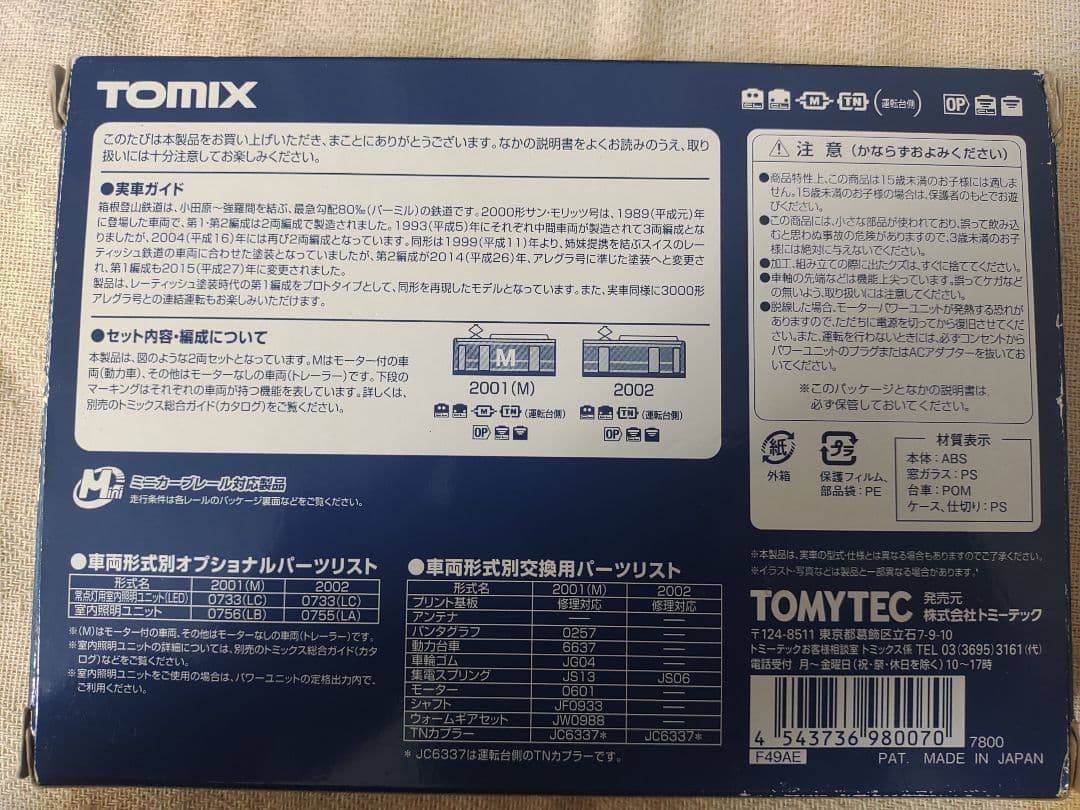 TOMIX
M
TN
(運転台側)
OP
このたびは本製品をお買い上げいただき、まことにありがとうございます。なかの説明書をよくお読みのうえ、取り
扱いには十分注意してお楽しみください。
●実車ガイド
箱根登山鉄道は、小田原〜強羅間を結ぶ、最急勾配80‰(パーミル)の鉄道です。2000形サン・モリッツ号は、1989(平成元)年
に登場した車両で、第1・第2編成は2両編成で製造されました。1993(平成5)年にそれぞれ中間車両が製造されて3両編成とな
りましたが、2004(平成16)年には再び2両編成となっています。同形は1999(平成11)年より、姉妹提携を結ぶスイスのレー
ティッシュ鉄道の車両に合わせた塗装となっていましたが、第2編成が2014(平成26)年、アレグラ号に準じた塗装へと変更さ
れ、第1編成も2015(平成27)年に変更されました。
製品は、レーティッシュ塗装時代の第1編成をプロトタイプとして、同形を再現したモデルとなっています。また、実車同様に3000形
アレグラ号との連結運転もお楽しみいただけます。
●セット内容・編成について
本製品は、図のような2両セットとなっています。Mはモーター付の車
両(動力車)、その他はモーターなしの車両(トレーラー)です。下段の
マーキングはそれぞれの車両が持つ機能を表しています。詳しくは、
別売のトミックス総合ガイド(カタログ)をご覧ください。
M
2001(M) 2002
M TN (運転台側) TN (運転台側)
OP OP
Mini ミニカーブレール対応製品
走行条件は各レールのパッケージ裏面などをご覧ください。
●車両形式別オプショナルパーツリスト
形式名 2001(M) 2002
常点灯用室内照明ユニット(LED) 0733(LC) 0733(LC)
室内照明ユニット 0756(LB) 0755(LA)
※(M)はモーター付の車両、その他はモーターなしの車両(トレーラー)です。
※室内照明ユニットの詳細については、別売のトミックス総合ガイド(カタ
ログ)などをご覧ください。
※室内照明ユニットをご使用の場合は、パワーユニットの定格出力内で、
ご利用ください。
●車両形式別交換用パーツリスト
形式名 2001(M) 2002
プリント基板 修理対応 修理対応
アンテナ — —
パンタグラフ 0257 —
動力台車 6637 —
車輪ゴム JG04 —
集電スプリング JS13 JS06
モーター 0601 —
シャフト JF0933 —
ウォームギアセット JW0988 —
TNカプラー JC6337* JC6337*
* JC6337は運転台側のTNカプラーです。
⚠ 注 意 (かならずおよみください)
●商品特性上、この商品は15歳未満のお子様には適しま
せん。15歳未満のお子様の場合は、保護者のもとでお遊
びください。
●この商品には、小さな部品が使われており、誤って飲み込
むと思わぬ事故の危険がありますので、3歳未満のお子
様には絶対に与えないでください。
●加工、組み立ての際に出たクズは、すぐに捨ててください。
●車軸の先端などは機能上尖っています。誤ってケガなど
の無いよう、取り扱いには注意してください。
●脱線した場合、モーターパワーユニットが発熱する恐れが
ありますので、ただちに電源を切ってから復旧させてくだ
さい。また、運転を行わないときには、必ずコンセントから
パワーユニットのプラグまたはACアダプターを抜いてお
いてください。
※このパッケージとなかの説明書は
必ず保管しておいてください。
紙
外箱
プラ
保護フィルム、
部品袋:PE
材質表示
本体:ABS
窓ガラス:PS
台車:POM
ケース、仕切り:PS
※本製品は、実車の型式・仕様とは異なる場合もありますのでご了承ください。
※イラスト・写真などは製品と一部異なる場合があります。
TOMYTEC 発売元
株式会社トミーテック
〒124-8511 東京都葛飾区立石7-9-10
トミーテックお客様相談室 トミックス係 TEL 03(3695)3161(代)
電話受付 月〜金曜日(祝・祭・休日を除く)10〜17時
4 543736 980070 7800
F49AE PAT. MADE IN JAPAN